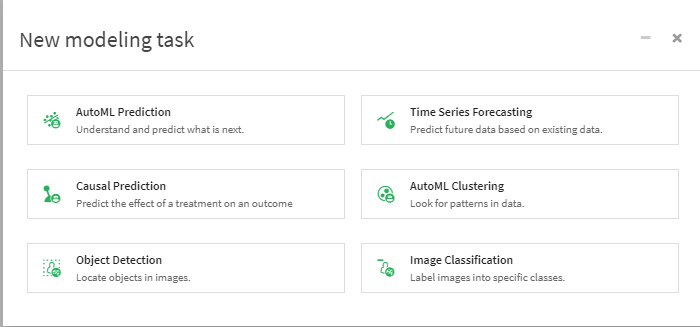 New modeling task
AutoML Prediction
Understand and predict what is next.
Time Series Forecasting
Predict future data based on existing data.
Causal Prediction
Predict the effect of a treatment on an outcome
AutoML Clustering
Look for patterns in data.
Object Detection
Locate objects in images.
Image Classification
Label images into specific classes.